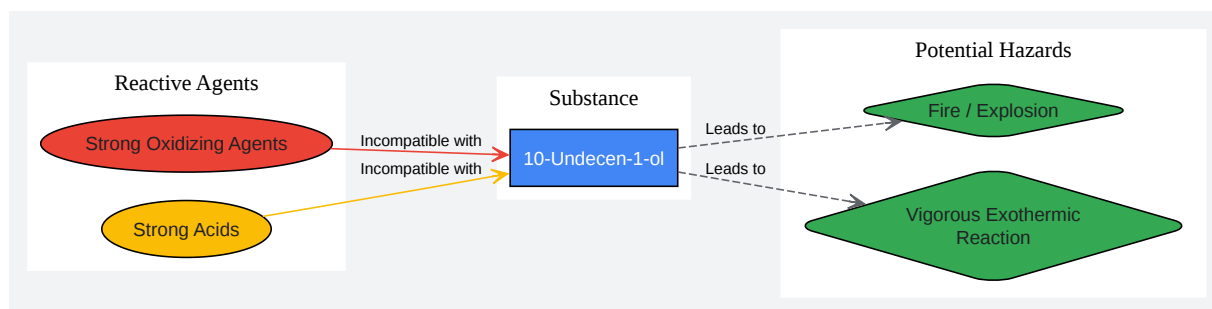 Reactive Agents
Strong Oxidizing Agents
Strong Acids
Incompatible with
Incompatible with
Substance
10-Undecen-1-ol
Leads to
Leads to
Potential Hazards
Fire / Explosion
Vigorous Exothermic
Reaction